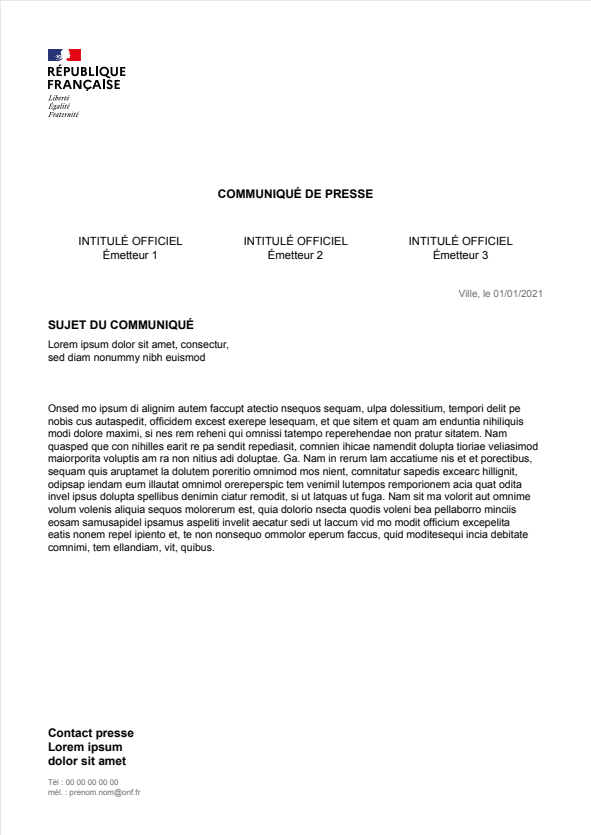 RÉPUBLIQUE
FRANÇAISE
Liberté
Égalité
Fraternité
COMMUNIQUÉ DE PRESSE
INTITULÉ OFFICIEL INTITULÉ OFFICIEL INTITULÉ OFFICIEL
Émetteur 1 Émetteur 2 Émetteur 3
Ville, le 01/01/2021
SUJET DU COMMUNIQUÉ
Lorem ipsum dolor sit amet, consectur,
sed diam nonummy nibh euismod
Onsed mo ipsum di alignim autem faccupt atectio nsequos sequam, ulpa dolessitium, tempori delit pe
nobis cus autaspedit, officidem excest exerepe lesequam, et que sitem et quam am enduntia nihiliquis
modi dolore maximi, si nes rem reheni qui omnissi tatempo reperehendae non pratur sitatem. Nam
quasped que con nihilles earit re pa sendit repediasit, comnien ihicae namendit dolupta tioriae veliasimod
maiorporita voluptis am ra non nitius adi doluptae. Ga. Nam in rerum lam accatiume nis et et porectibus,
sequam quis aruptamet la dolutem poreritio omnimod mos nient, comnitatur sapedis excearc hillignit,
odipsap iendam eum illautat omnimol orereperspic tem venimil lutempos remporionem acia quat odita
invel ipsus dolupta spellibus denimin ciatur remodit, si ut latquas ut fuga. Nam sit ma volorit aut omnime
volum volenis aliquia sequos molorerum est, quia dolorio nsecta quodis voleni bea pellaborro minciis
eosam samusapidel ipsamus aspeliti invelit aecatur sedi ut laccum vid mo modit officium excepelita
eatis nonem repel ipiento et, te non nonsequo ommolor eperum faccus, quid moditesequi incia debitate
comnimi, tem ellandiam, vit, quibus.
Contact presse
Lorem ipsum
dolor sit amet
Tél : 00 00 00 00 00
mél. : prenom.nom@onf.fr